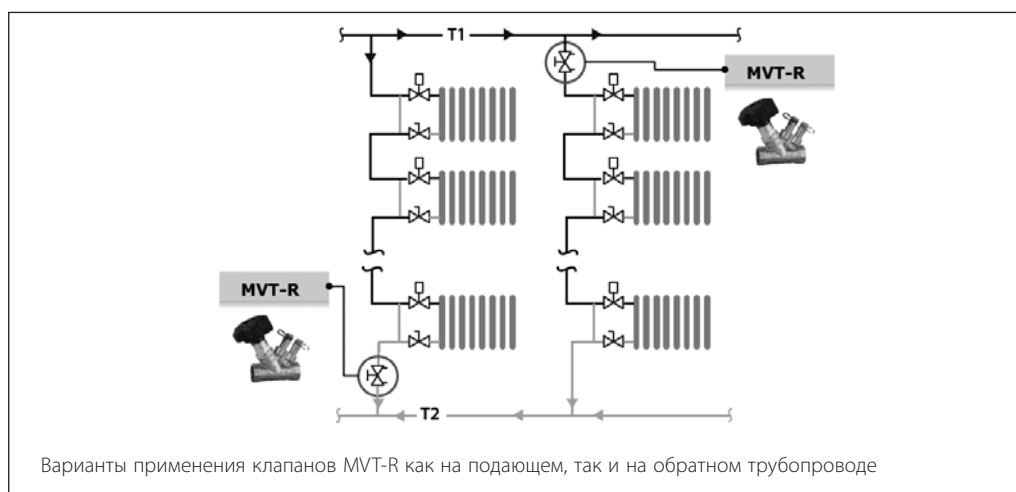 T1
MVT-R
MVT-R
T2
Варианты применения клапанов MVT-R как на подающем, так и на обратном трубопроводе